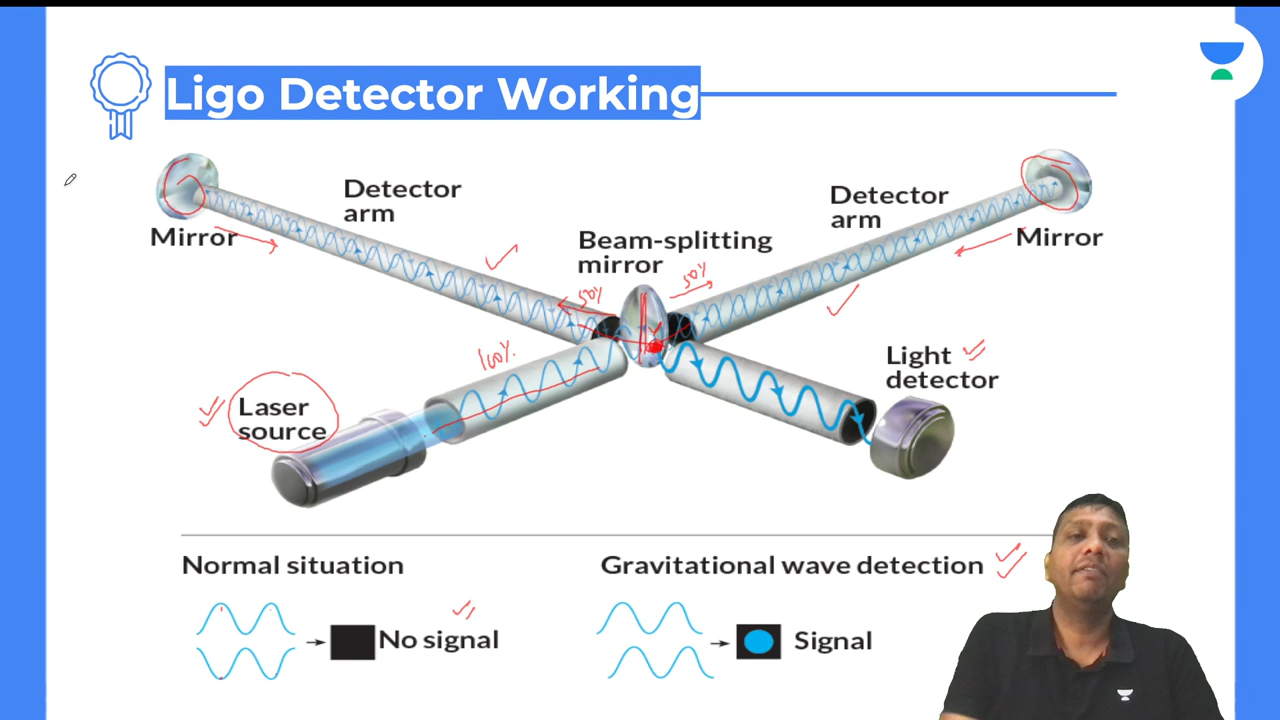 Ligo Detector Working
Detector
arm
Detector
arm
Mirror
Beam-splitting
mirror
Mirror
50%
50%
100%
Light
detector
Laser
source
Normal situation
Gravitational wave detection
No signal
Signal